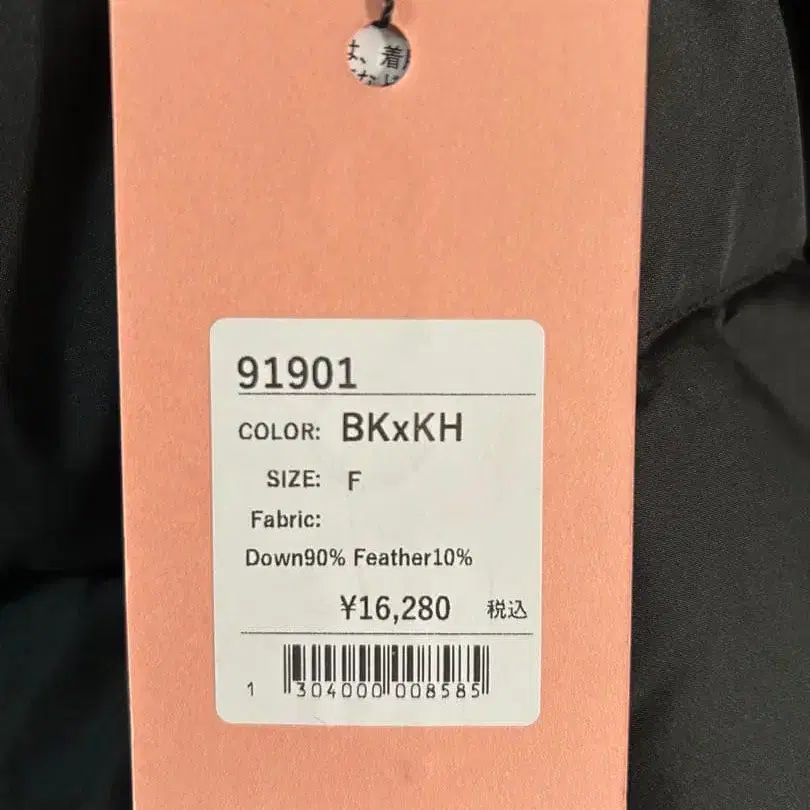 は、着
91901
COLOR: BKxKH
SIZE: F
Fabric:
Down90% Feather10%
¥16,280 税込
1 304000 008585